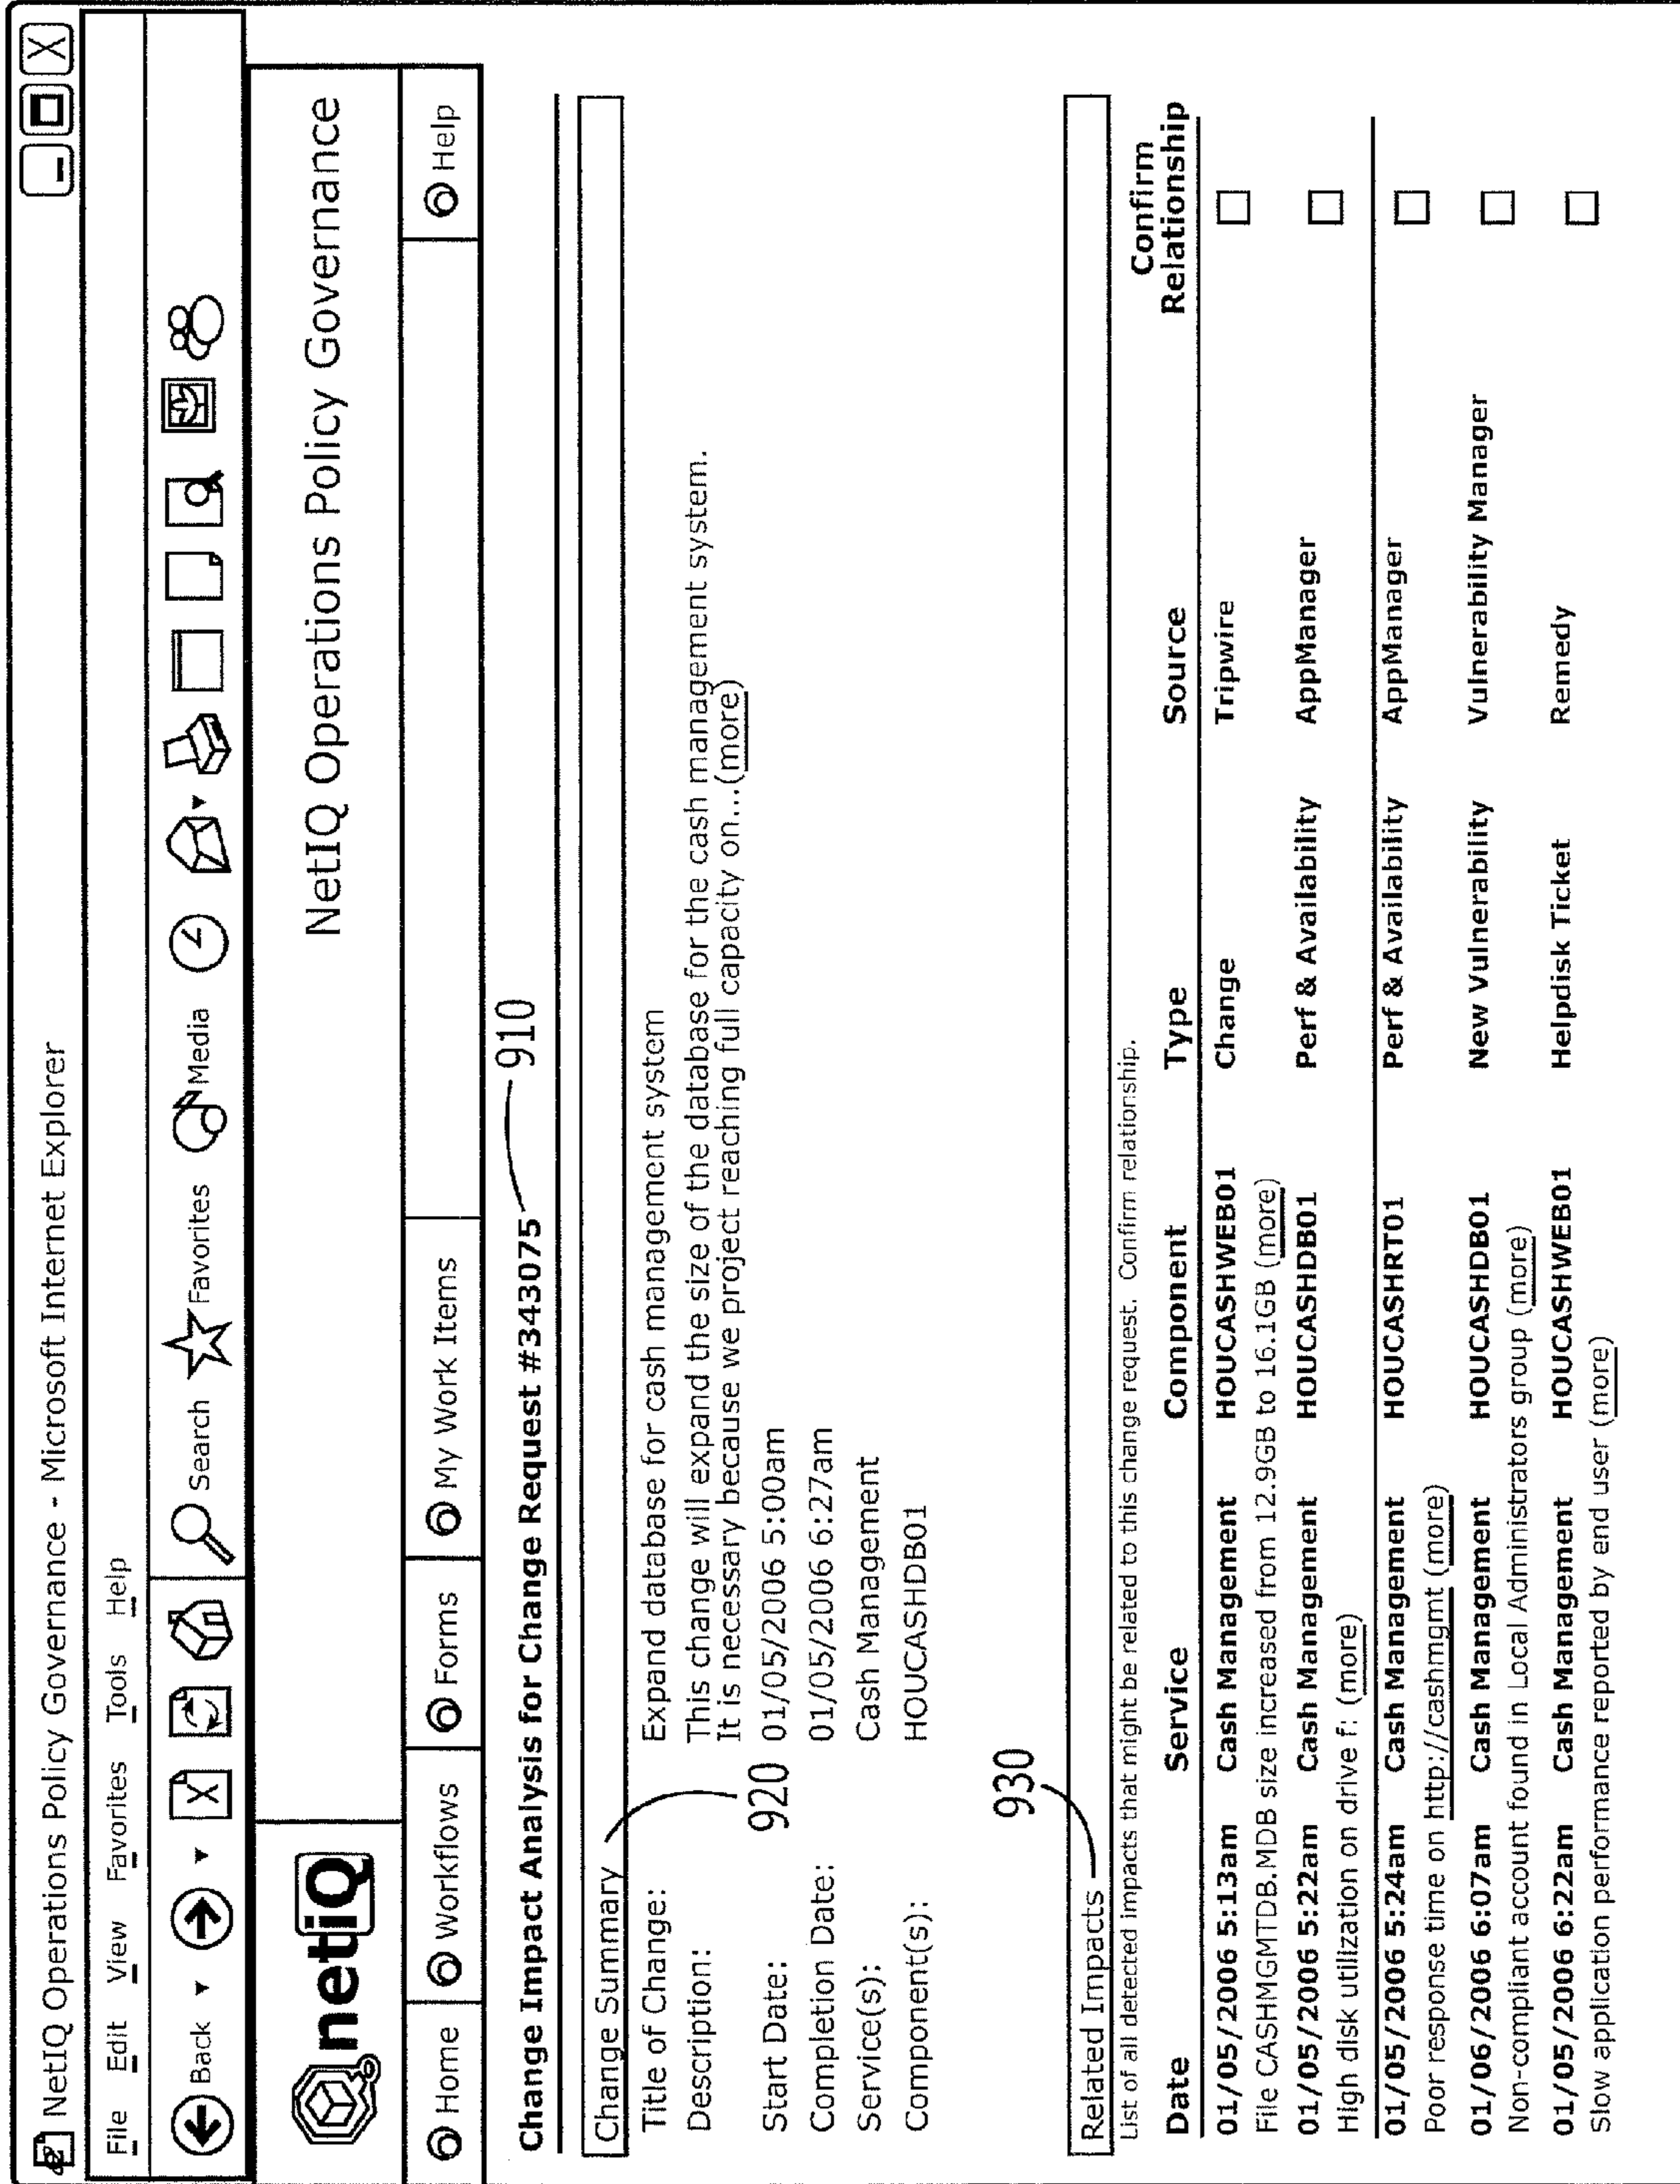 NetIQ Operations Policy Governance - Microsoft Internet Explorer
File Edit View Favorites Tools Help
Back Search Favorites Media
netiQ
NetIQ Operations Policy Governance
Home Workflows Forms My Work Items Help
Change Impact Analysis for Change Request #343075
910
Change Summary
Title of Change: Expand database for cash management system
Description: This change will expand the size of the database for the cash management system.
It is necessary because we project reaching full capacity on...(more)
Start Date: 01/05/2006 5:00am
920
Completion Date: 01/05/2006 6:27am
Service(s): Cash Management
Component(s): HOUCASHDB01
930
Related Impacts
List of all detected impacts that might be related to this change request. Confirm relationship.
Date Service Component Type Source Confirm Relationship
01/05/2006 5:13am Cash Management HOUCASHWEB01 Change Tripwire
File CASHMGMTDB.MDB size increased from 12.9GB to 16.1GB (more)
01/05/2006 5:22am Cash Management HOUCASHDB01 Perf & Availability AppManager
High disk utilization on drive f: (more)
01/05/2006 5:24am Cash Management HOUCASHRT01 Perf & Availability AppManager
Poor response time on http://cashmgmt (more)
01/06/2006 6:07am Cash Management HOUCASHDB01 New Vulnerability Vulnerability Manager
Non-compliant account found in Local Administrators group (more)
01/05/2006 6:22am Cash Management HOUCASHWEB01 Helpdisk Ticket Remedy
Slow application performance reported by end user (more)